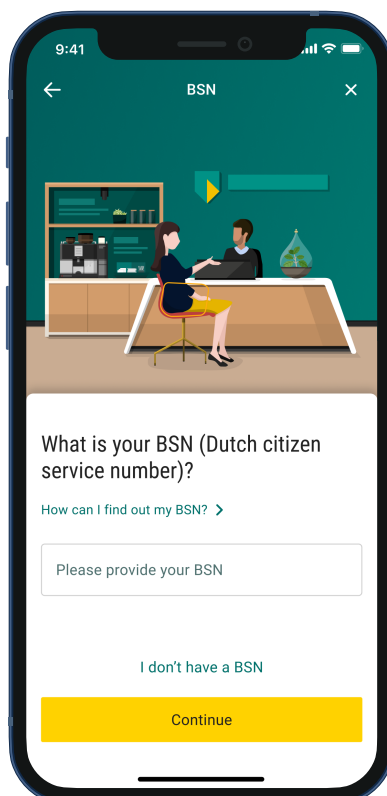 9:41
BSN
What is your BSN (Dutch citizen
service number)?
How can I find out my BSN?
Please provide your BSN
I don't have a BSN
Continue